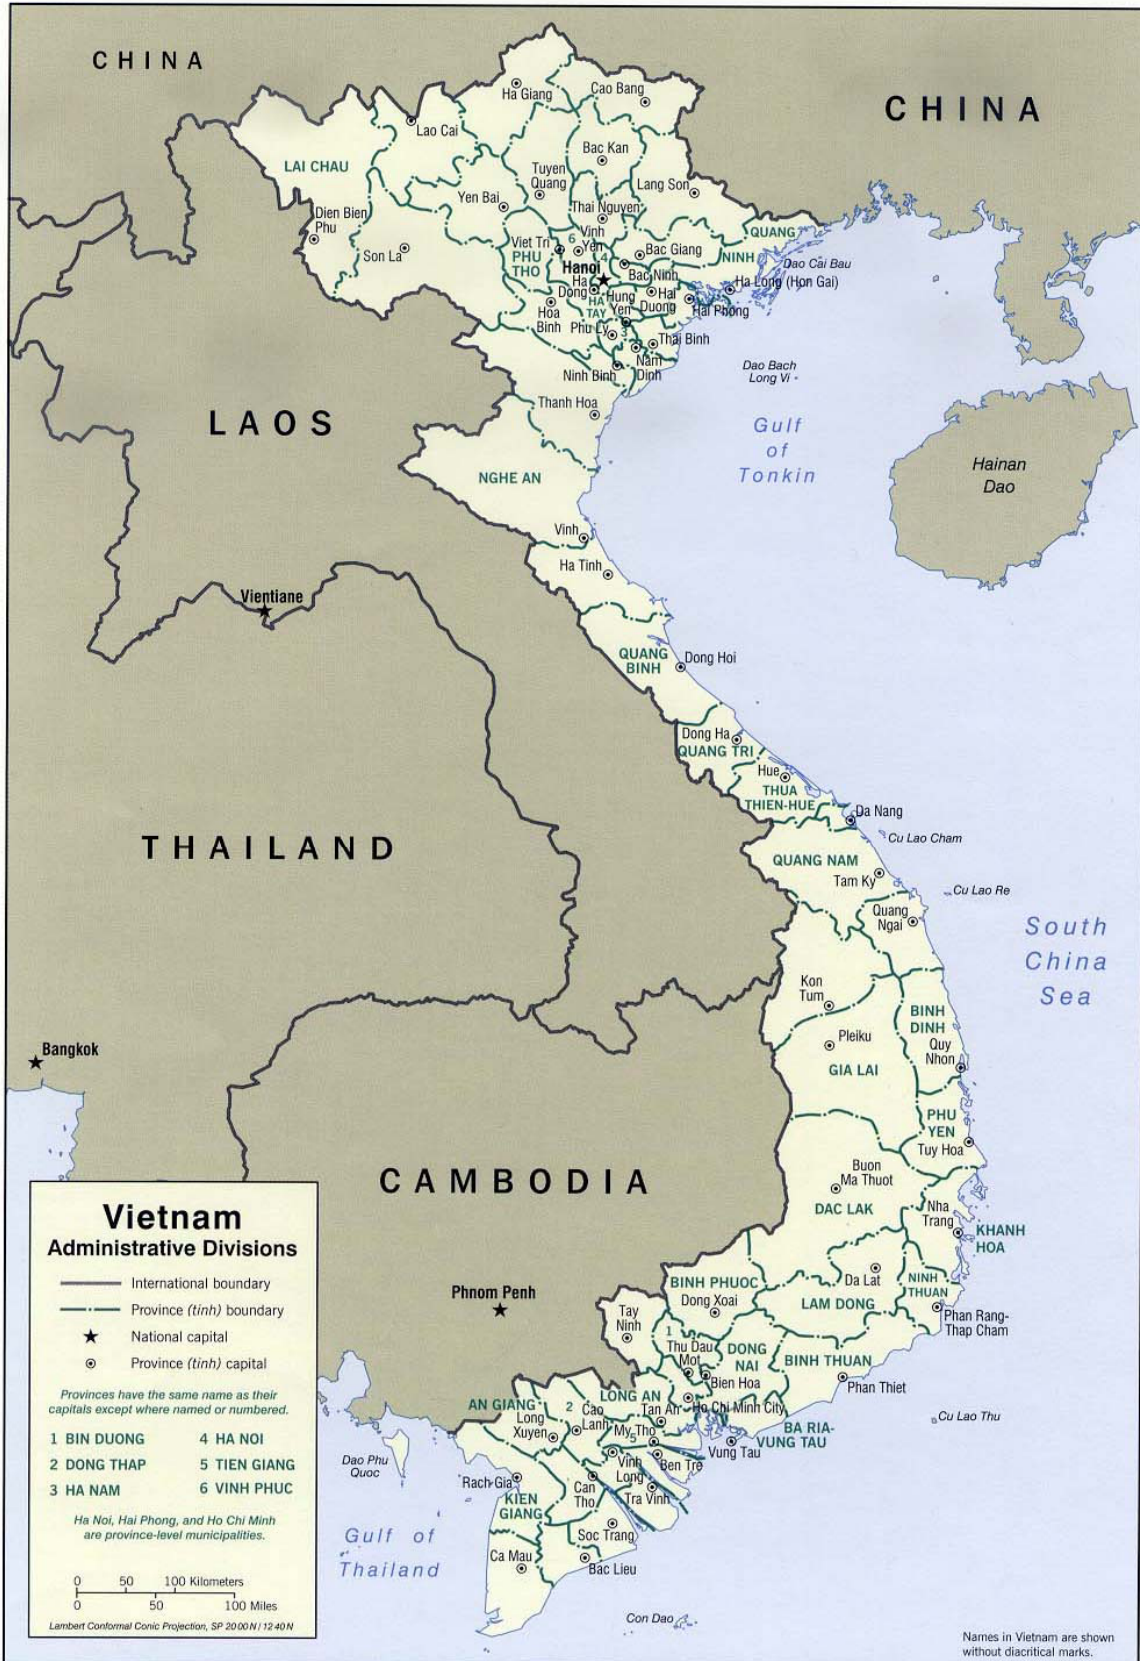 CHINA
CHINA
Ha Giang
Cao Bang
Lao Cai
LAI CHAU
Bac Kan
Tuyen
Quang
Lang Son
Yen Bai
Thai Nguyen
Dien Bien
Phu
QUANG
NINH
Viet Tri
6
Vinh
Yen
Bac Giang
Son La
PHU
THO
4
Dao Cai Bau
Hanoi
Bac Ninh
Ha
Dong
Ha Long (Hon Gai)
HA
TAY
Hung
Yen
Hai
Duong
Hai Phong
Hoa
Binh
Phu Ly
3
Thai Binh
Nam
Dinh
Ninh Binh
Dao Bach
Long Vi
Thanh Hoa
LAOS
Gulf
of
Tonkin
Hainan
Dao
NGHE AN
Vinh
Ha Tinh
Vientiane
QUANG
BINH
Dong Hoi
Dong Ha
QUANG TRI
Hue
THUA
THIEN-HUE
Da Nang
Cu Lao Cham
THAILAND
QUANG NAM
Tam Ky
Cu Lao Re
Quang
Ngai
South
China
Sea
Kon
Tum
BINH
DINH
Bangkok
Pleiku
Quy
Nhon
GIA LAI
PHU
YEN
Tuy Hoa
CAMBODIA
Buon
Ma Thuot
DAC LAK
Nha
Trang
KHANH
HOA
Phnom Penh
BINH PHUOC
Dong Xoai
Da Lat
NINH
THUAN
LAM DONG
Phan Rang-
Thap Cham
Tay
Ninh
1
Thu Dau
Mot
DONG
NAI
BINH THUAN
Bien Hoa
Phan Thiet
AN GIANG
LONG AN
2
Cao
Lanh
Tan An
Ho Chi Minh City
Long
Xuyen
My Tho
5
BA RIA-
VUNG TAU
Vung Tau
Cu Lao Thu
Dao Phu
Quoc
Rach Gia
Vinh
Long
Ben Tre
Can
Tho
Tra Vinh
KIEN
GIANG
Soc Trang
Gulf of
Thailand
Ca Mau
Bac Lieu
Con Dao
Vietnam
Administrative Divisions
International boundary
Province (tinh) boundary
National capital
Province (tinh) capital
Provinces have the same name as their
capitals except where named or numbered.
1 BIN DUONG
2 DONG THAP
3 HA NAM
4 HA NOI
5 TIEN GIANG
6 VINH PHUC
Ha Noi, Hai Phong, and Ho Chi Minh
are province-level municipalities.
0 50 100 Kilometers
0 50 100 Miles
Lambert Conformal Conic Projection, SP 20 00 N / 12 40 N
Names in Vietnam are shown
without diacritical marks.